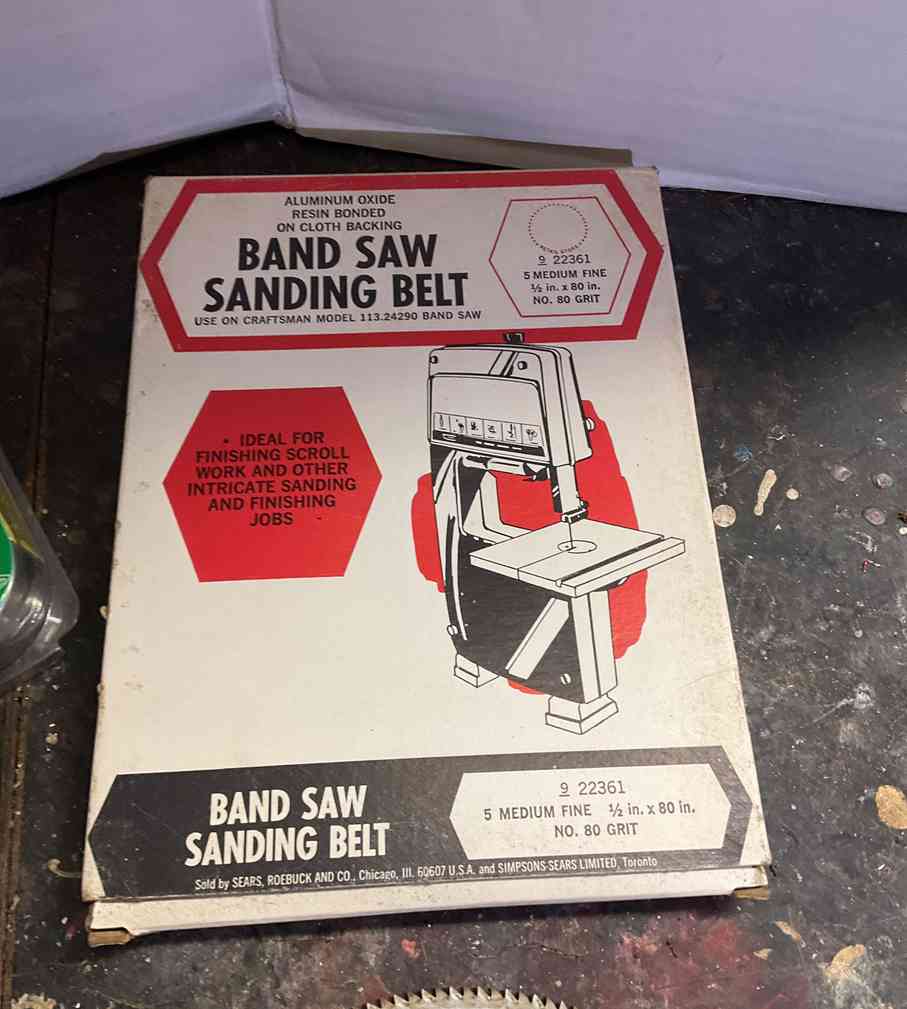 ALUMINUM OXIDE
RESIN BONDED
ON CLOTH BACKING
BAND SAW
SANDING BELT
USE ON CRAFTSMAN MODEL 113.24290 BAND SAW
RETAIL STORE
9 22361
5 MEDIUM FINE
½ in. x 80 in.
NO. 80 GRIT
• IDEAL FOR
FINISHING SCROLL
WORK AND OTHER
INTRICATE SANDING
AND FINISHING
JOBS
BAND SAW
SANDING BELT
9 22361
5 MEDIUM FINE ½ in. x 80 in.
NO. 80 GRIT
Sold by SEARS, ROEBUCK AND CO., Chicago, Ill. 60607 U.S.A. and SIMPSONS-SEARS LIMITED, Toronto